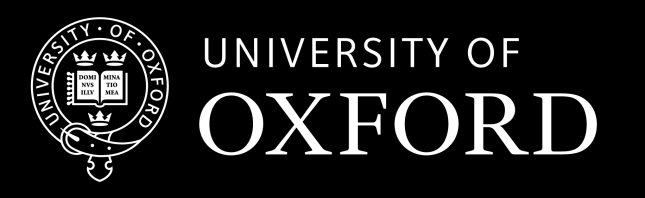 UNIVERSITY · OF · OXFORD
DOMI MINA
NVS TIO
ILLV MEA
UNIVERSITY OF
OXFORD